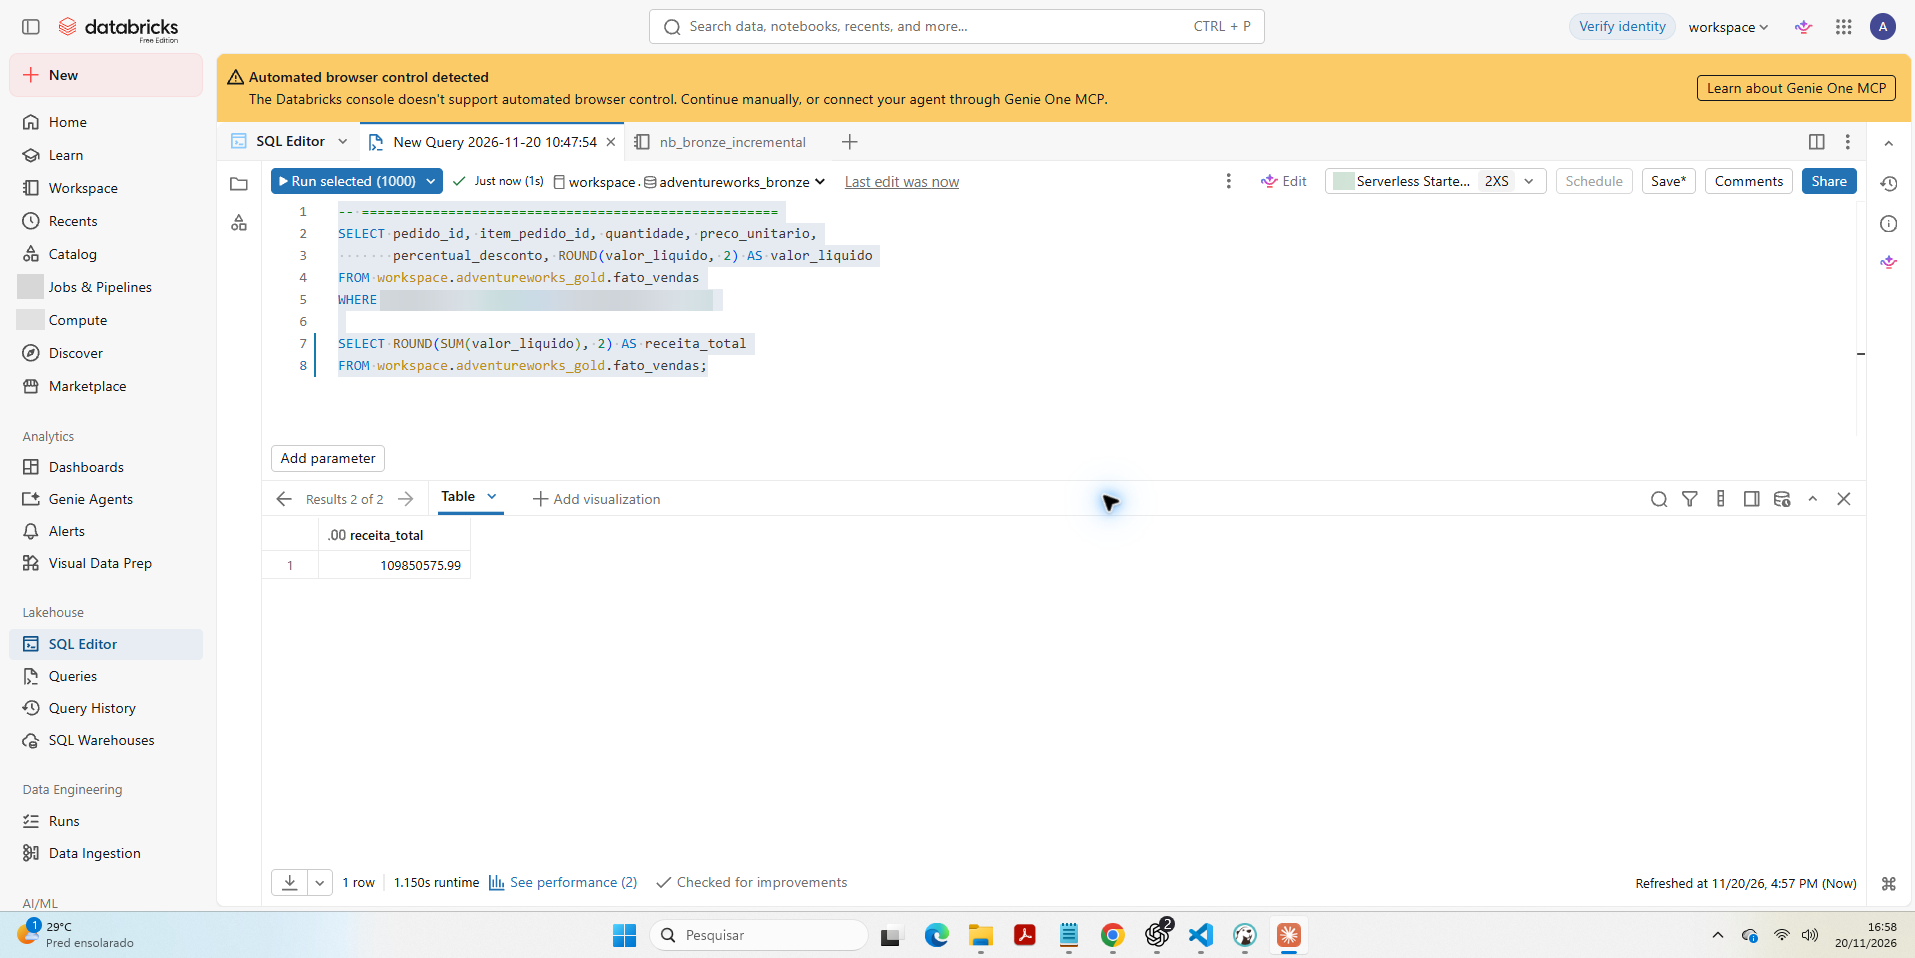 databricks
Free Edition
Search data, notebooks, recents, and more...
CTRL + P
Verify identity
workspace
A
New
Automated browser control detected
The Databricks console doesn't support automated browser control. Continue manually, or connect your agent through Genie One MCP.
Learn about Genie One MCP
Home
Learn
Workspace
Recents
Catalog
Jobs & Pipelines
Compute
Discover
Marketplace
Analytics
Dashboards
Genie Agents
Alerts
Visual Data Prep
Lakehouse
SQL Editor
Queries
Query History
SQL Warehouses
Data Engineering
Runs
Data Ingestion
AI/ML
SQL Editor
New Query 2026-11-20 10:47:54
nb_bronze_incremental
Run selected (1000)
Just now (1s)
workspace . adventureworks_bronze
Last edit was now
Edit
Serverless Starte... 2XS
Schedule
Save*
Comments
Share
1 -- =====================================================
2 SELECT pedido_id, item_pedido_id, quantidade, preco_unitario,
3 percentual_desconto, ROUND(valor_liquido, 2) AS valor_liquido
4 FROM workspace.adventureworks_gold.fato_vendas
5 WHERE
6
7 SELECT ROUND(SUM(valor_liquido), 2) AS receita_total
8 FROM workspace.adventureworks_gold.fato_vendas;
Add parameter
Results 2 of 2
Table
Add visualization
.00 receita_total
1 109850575.99
1 row
1.150s runtime
See performance (2)
Checked for improvements
Refreshed at 11/20/26, 4:57 PM (Now)
1
29°C
Pred ensolarado
Pesquisar
2
16:58
20/11/2026